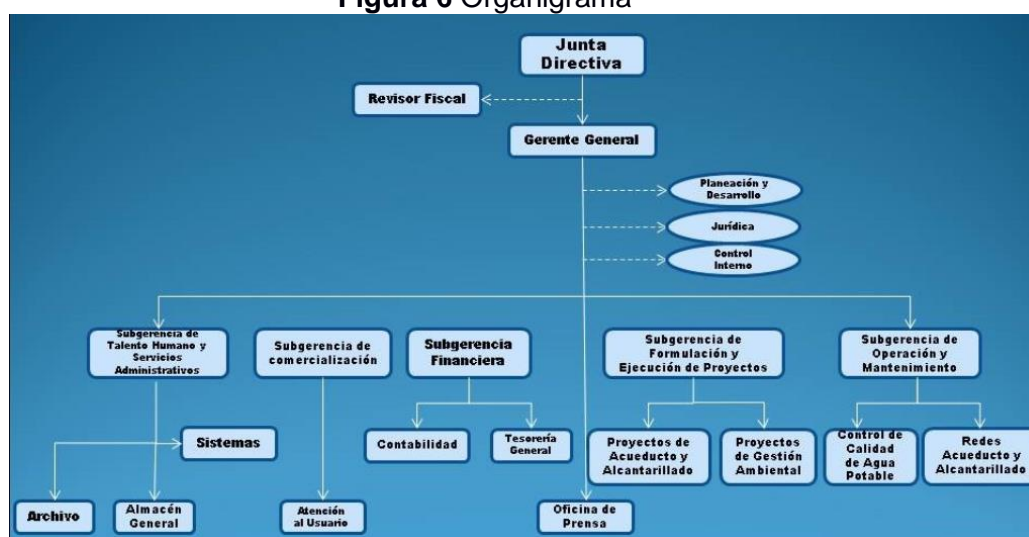 Figura 6 Organigrama
Junta
Directiva
Revisor Fiscal
Gerente General
Planeación y
Desarrollo
Jurídica
Control
Interno
Subgerencia de
Talento Humano y
Servicios
Administrativos
Subgerencia de
comercialización
Subgerencia
Financiera
Subgerencia de
Formulación y
Ejecución de Proyectos
Subgerencia de
Operación y
Mantenimiento
Sistemas
Contabilidad
Tesorería
General
Proyectos de
Acueducto y
Alcantarillado
Proyectos
de Gestión
Ambiental
Control de
Calidad
de Agua
Potable
Redes
Acueducto y
Alcantarillado
Archivo
Almacén
General
Atención
al Usuario
Oficina de
Prensa